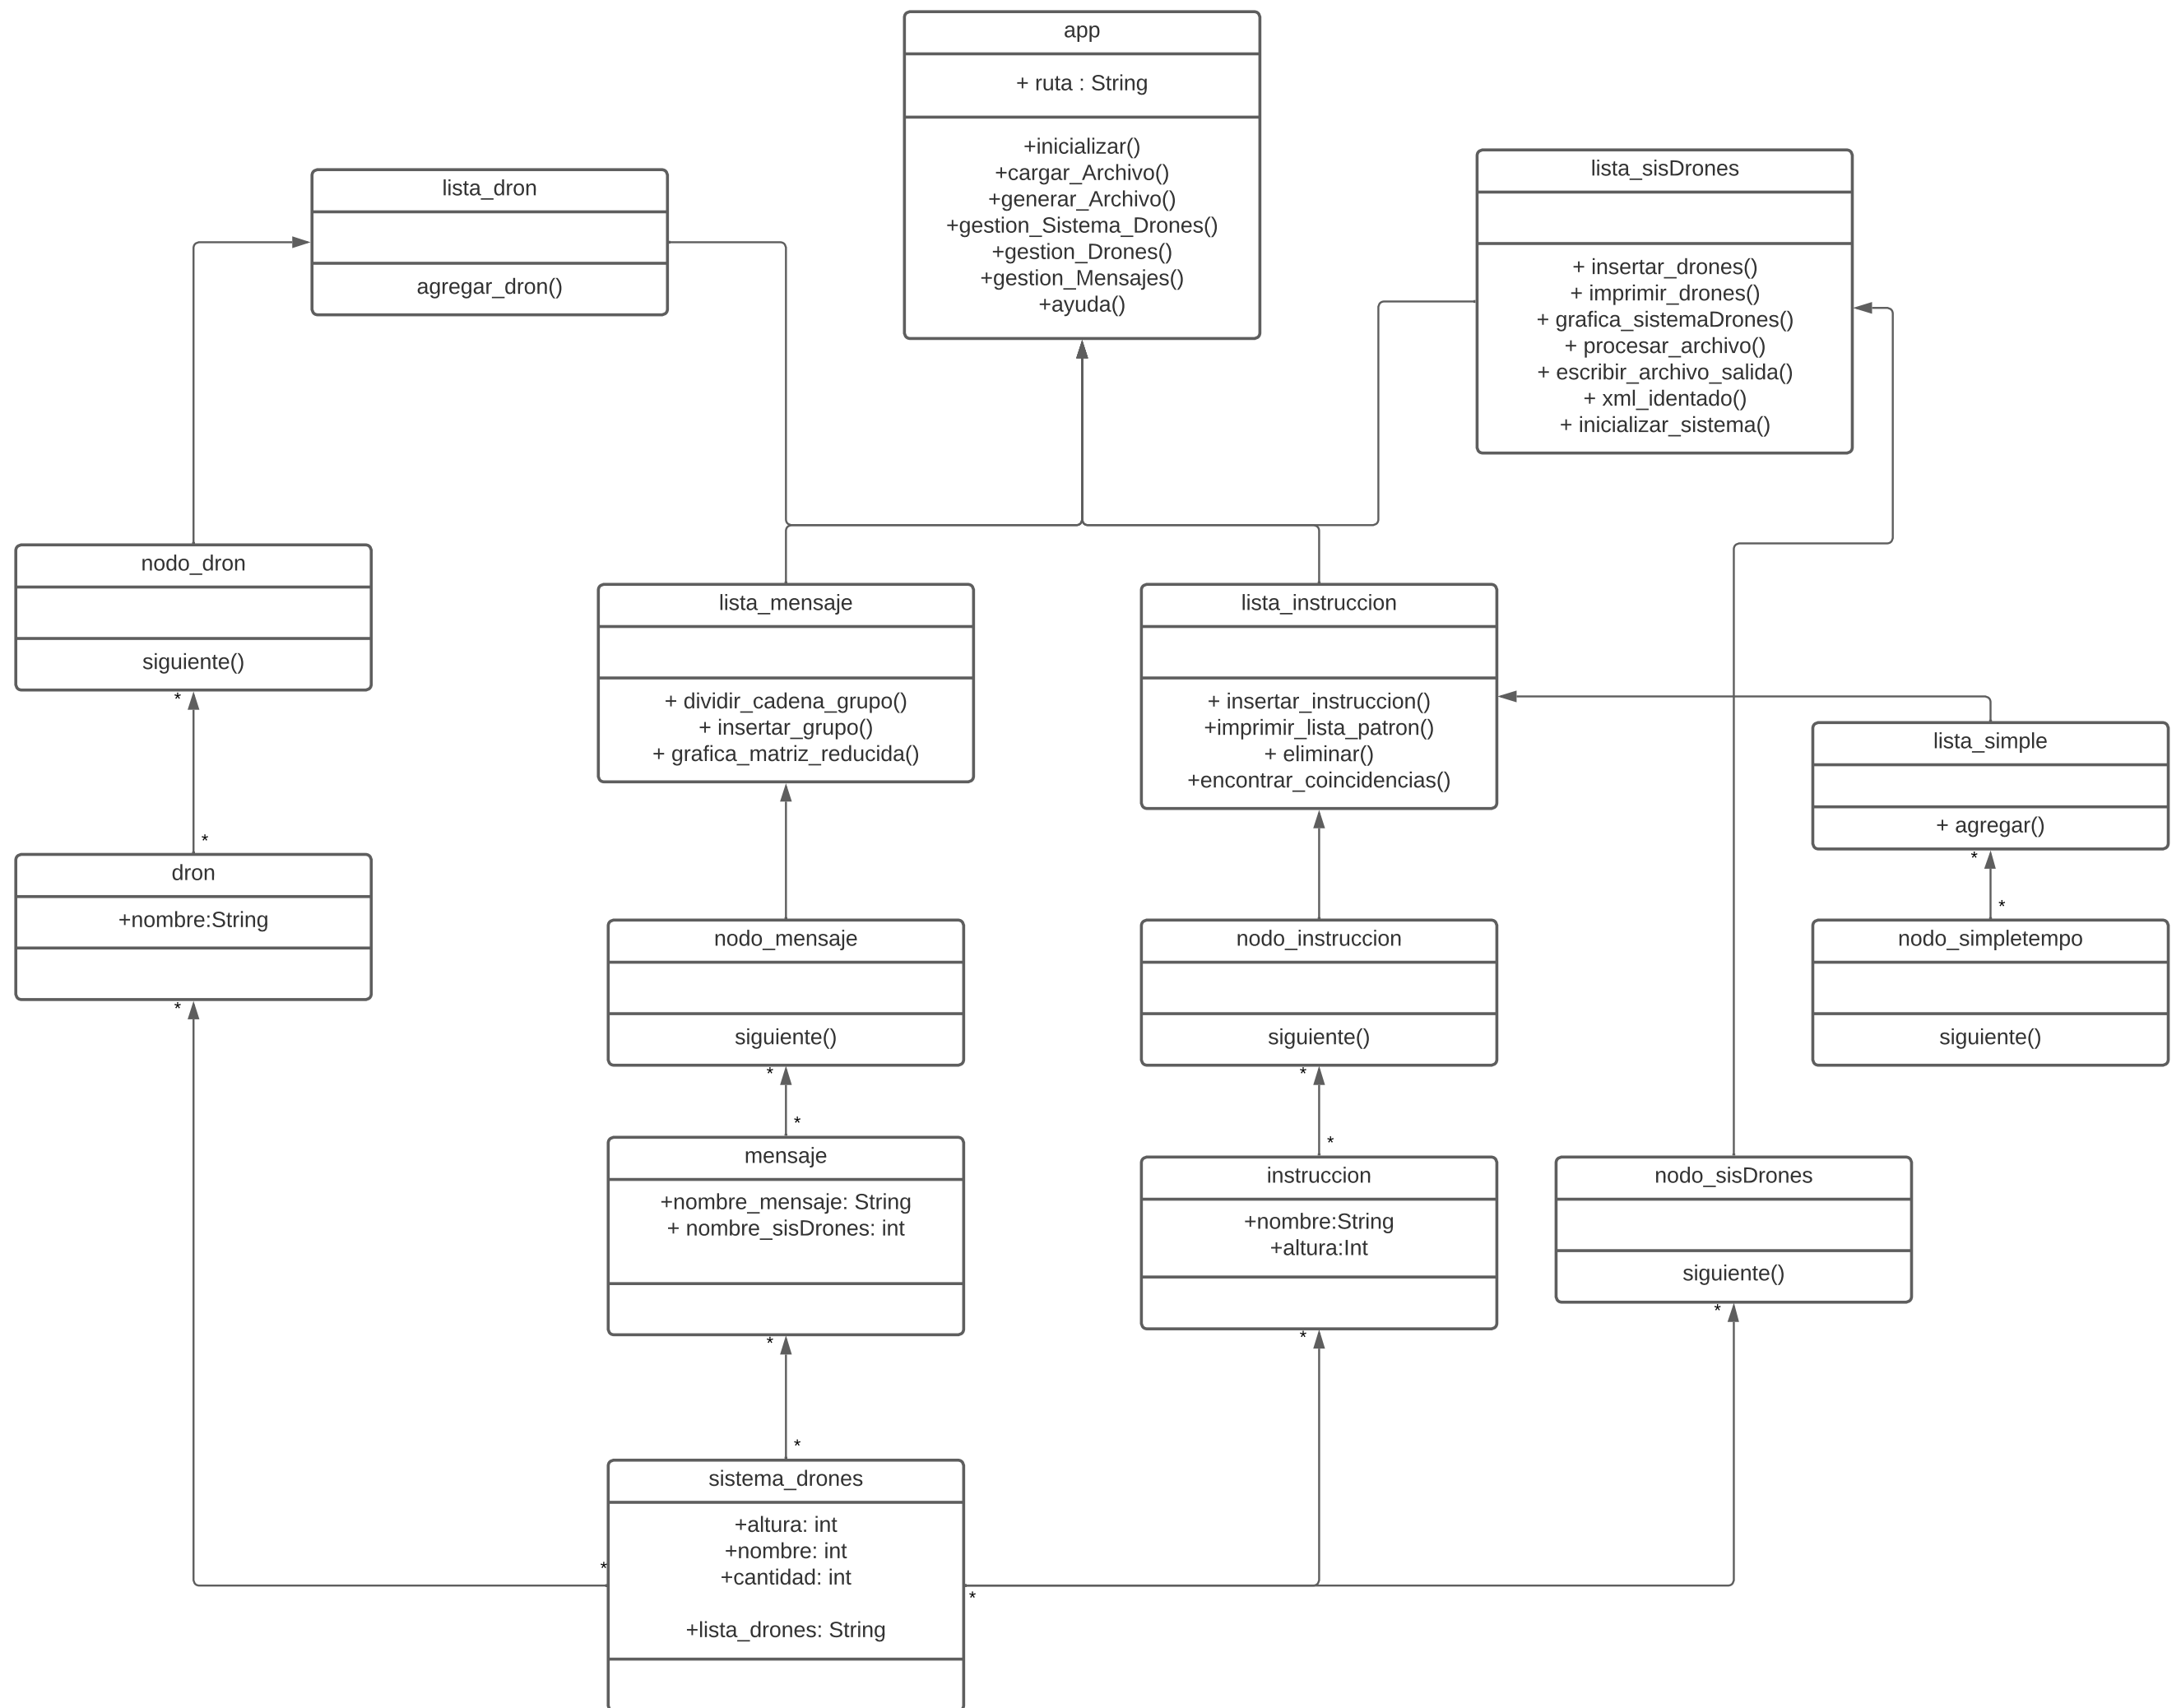 app
+ ruta : String
+inicializar()
+cargar_Archivo()
+generar_Archivo()
+gestion_Sistema_Drones()
+gestion_Drones()
+gestion_Mensajes()
+ayuda()
lista_dron
agregar_dron()
lista_sisDrones
+ insertar_drones()
+ imprimir_drones()
+ grafica_sistemaDrones()
+ procesar_archivo()
+ escribir_archivo_salida()
+ xml_identado()
+ inicializar_sistema()
nodo_dron
siguiente()
*
*
lista_mensaje
+ dividir_cadena_grupo()
+ insertar_grupo()
+ grafica_matriz_reducida()
lista_instruccion
+ insertar_instruccion()
+imprimir_lista_patron()
+ eliminar()
+encontrar_coincidencias()
lista_simple
+ agregar()
*
*
dron
+nombre:String
*
nodo_mensaje
siguiente()
*
*
nodo_instruccion
siguiente()
*
*
nodo_simpletempo
siguiente()
mensaje
+nombre_mensaje: String
+ nombre_sisDrones: int
*
*
instruccion
+nombre:String
+altura:Int
*
nodo_sisDrones
siguiente()
*
sistema_drones
+altura: int
+nombre: int
+cantidad: int
+lista_drones: String
*
*